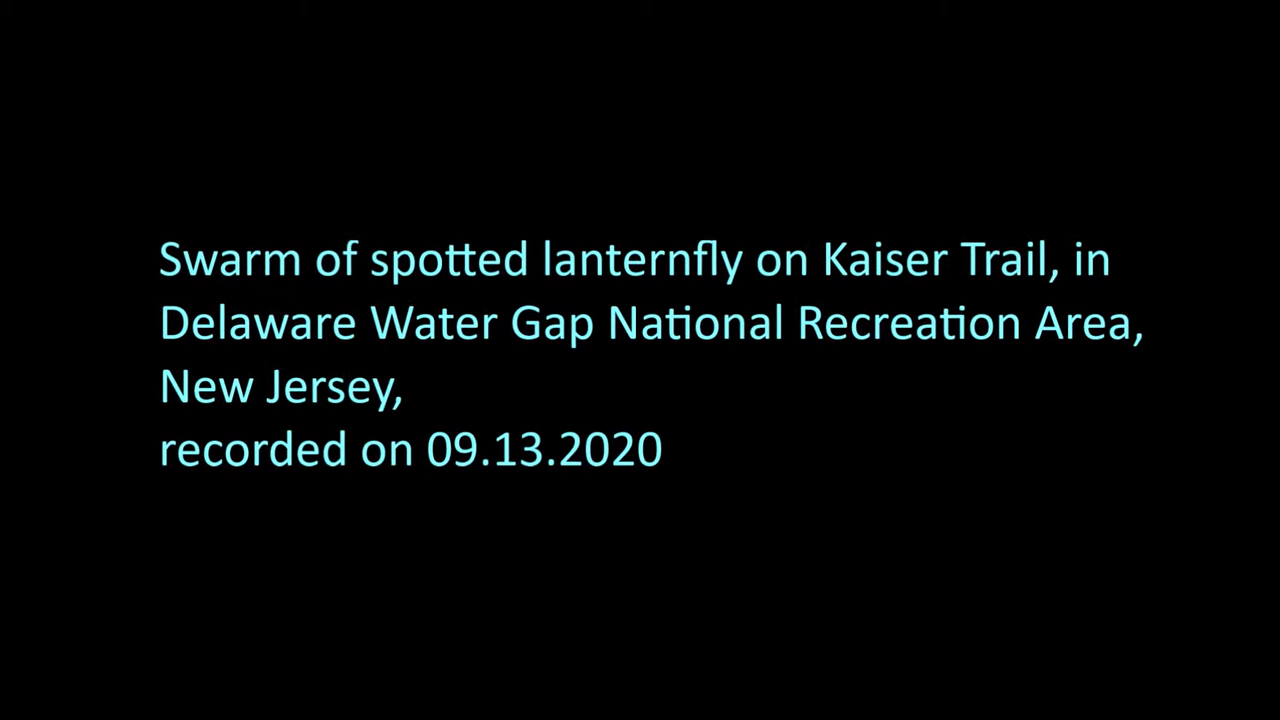 Swarm of spotted lanternfly on Kaiser Trail, in
Delaware Water Gap National Recreation Area,
New Jersey,
recorded on 09.13.2020